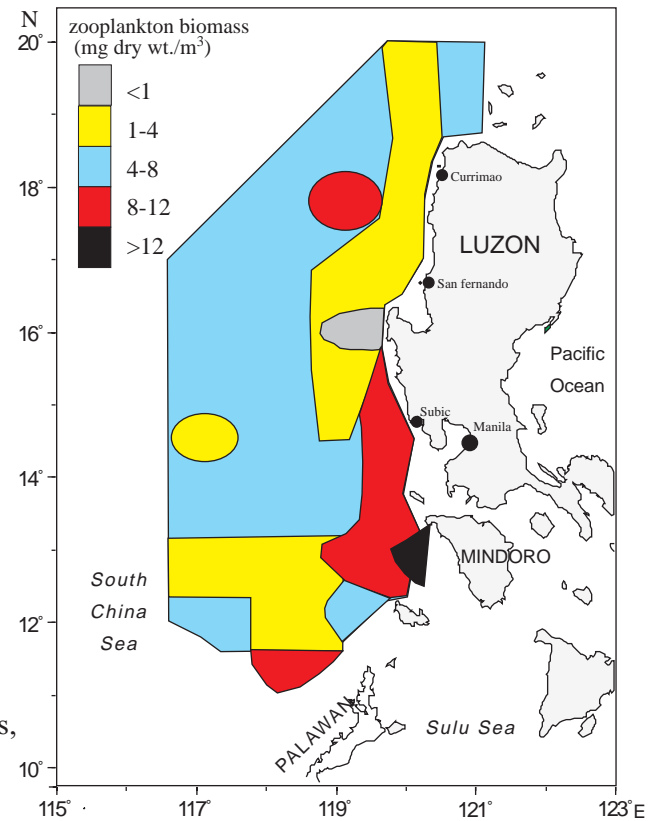 N
zooplankton biomass
(mg dry wt./m³)
<1
1-4
4-8
8-12
>12
20°
18°
16°
14°
12°
10°
Currimao
LUZON
San fernando
Pacific
Ocean
Subic
Manila
MINDORO
South
China
Sea
PALAWAN
Sulu Sea
s,
115°
117°
119°
121°
123° E